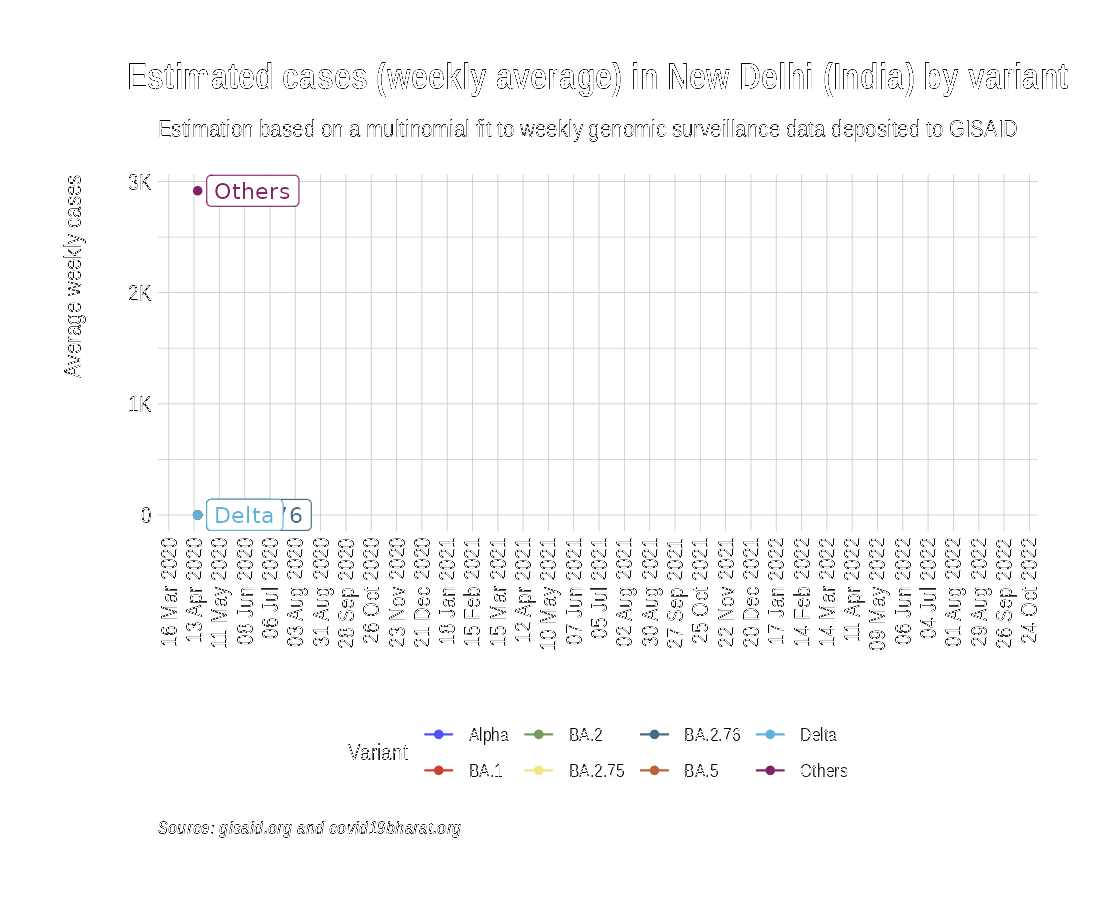 Estimated cases (weekly average) in New Delhi (India) by variant
Estimation based on a multinomial fit to weekly genomic surveillance data deposited to GISAID
Average weekly cases
3K
2K
1K
0
Others
Delta
76
16 Mar 2020
13 Apr 2020
11 May 2020
08 Jun 2020
06 Jul 2020
03 Aug 2020
31 Aug 2020
28 Sep 2020
26 Oct 2020
23 Nov 2020
21 Dec 2020
18 Jan 2021
15 Feb 2021
15 Mar 2021
12 Apr 2021
10 May 2021
07 Jun 2021
05 Jul 2021
02 Aug 2021
30 Aug 2021
27 Sep 2021
25 Oct 2021
22 Nov 2021
20 Dec 2021
17 Jan 2022
14 Feb 2022
14 Mar 2022
11 Apr 2022
09 May 2022
06 Jun 2022
04 Jul 2022
01 Aug 2022
29 Aug 2022
26 Sep 2022
24 Oct 2022
Variant
Alpha BA.2 BA.2.76 Delta
BA.1 BA.2.75 BA.5 Others
Source: gisaid.org and covid19bharat.org